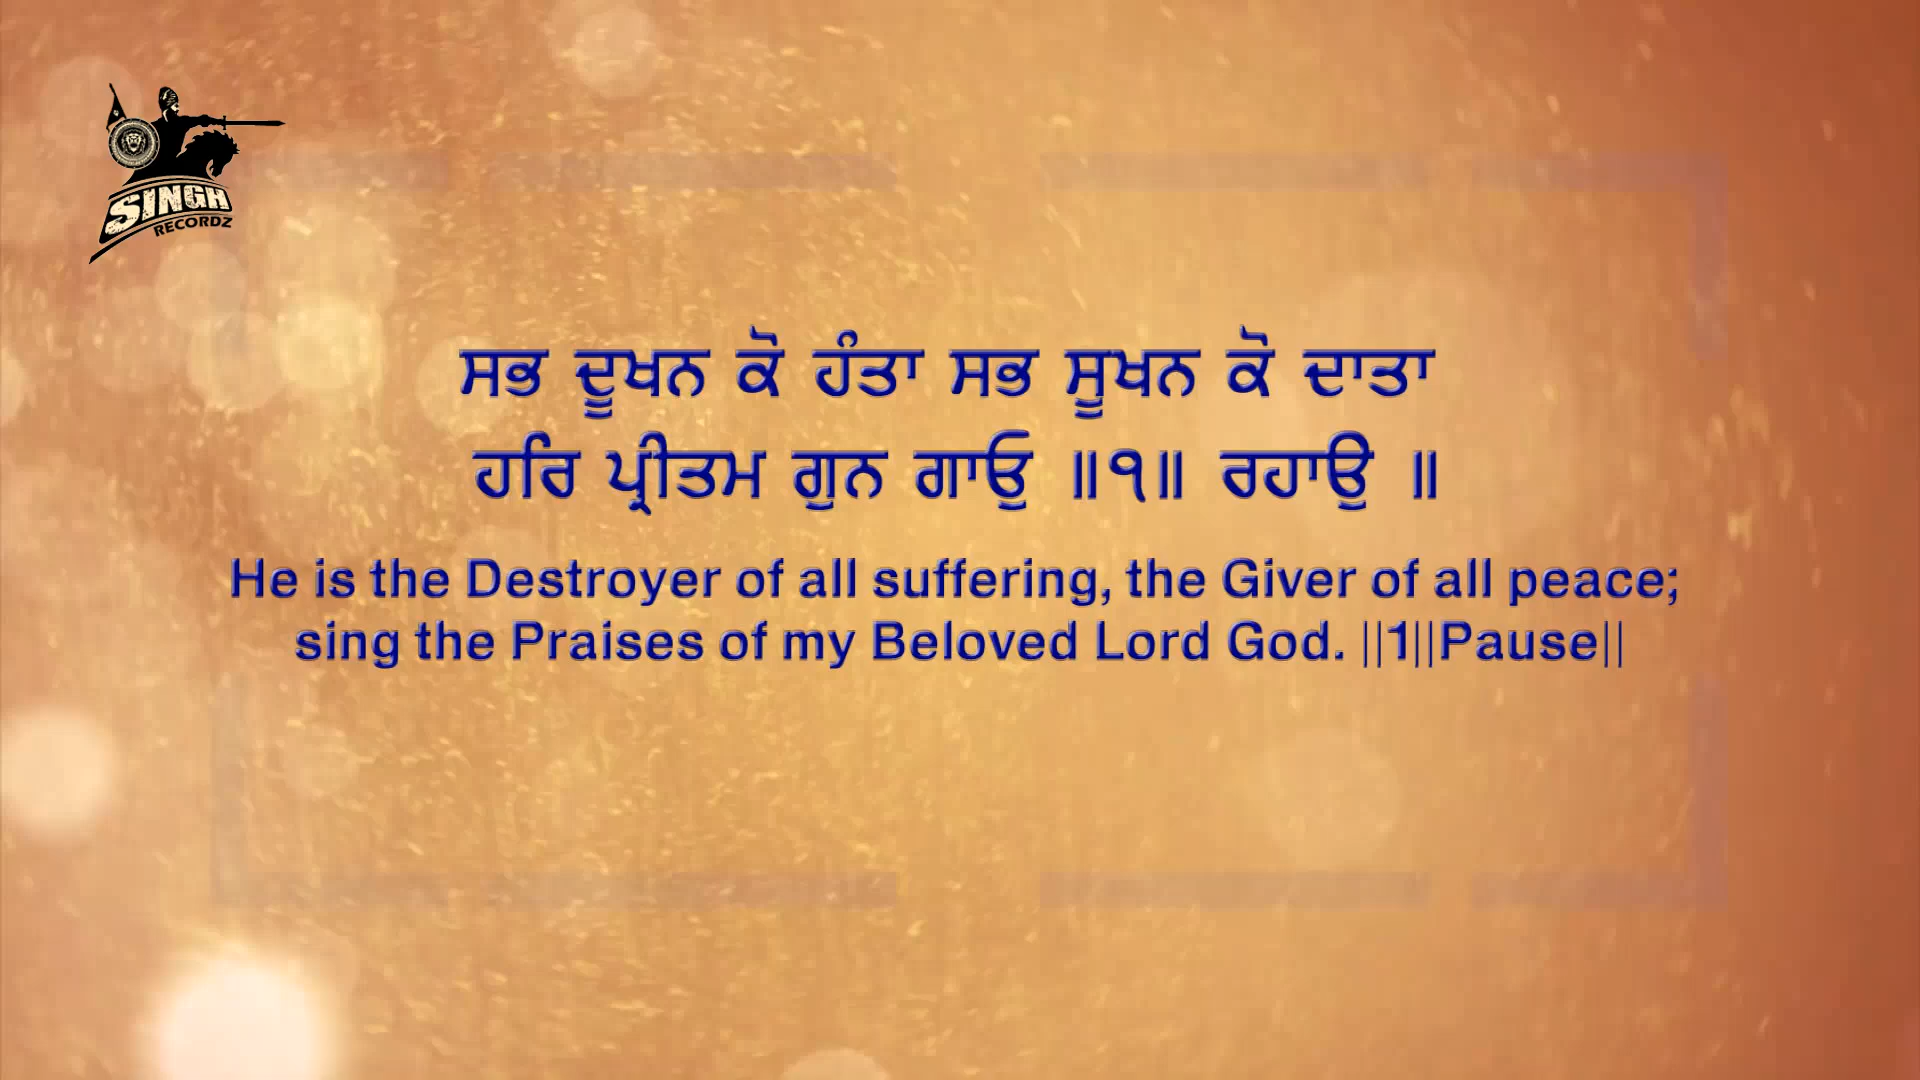 SINGH
RECORDZ
ਸਭ ਦੂਖਨ ਕੋ ਹੰਤਾ ਸਭ ਸੂਖਨ ਕੋ ਦਾਤਾ
ਹਰਿ ਪ੍ਰੀਤਮ ਗੁਨ ਗਾਓੁ ॥੧॥ ਰਹਾਉ ॥
He is the Destroyer of all suffering, the Giver of all peace;
sing the Praises of my Beloved Lord God. ||1||Pause||